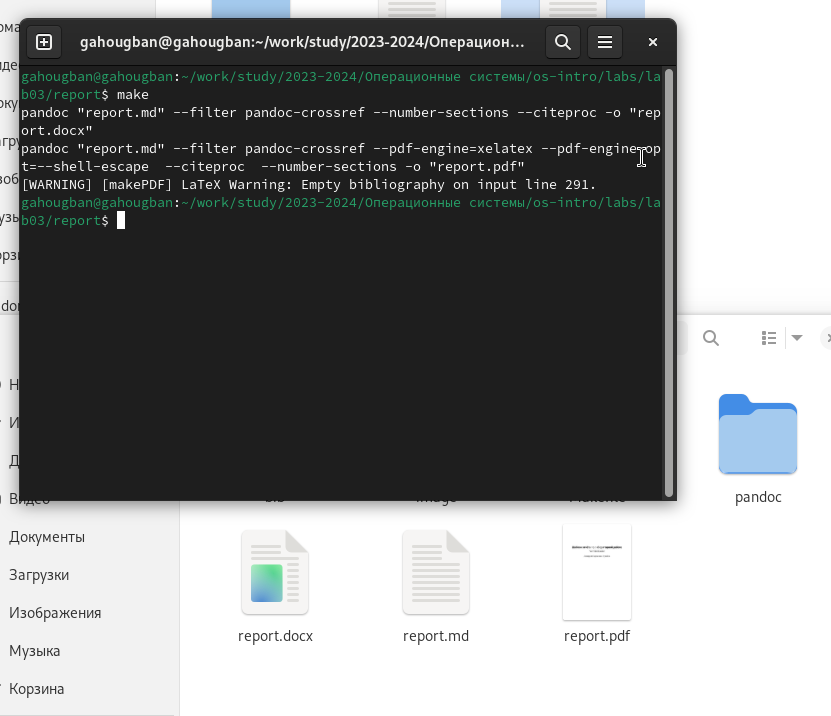 gahougban@gahougban:~/work/study/2023-2024/Операцион...
gahougban@gahougban:~/work/study/2023-2024/Операционные системы/os-intro/labs/la
b03/report$ make
pandoc "report.md" --filter pandoc-crossref --number-sections --citeproc -o "rep
ort.docx"
pandoc "report.md" --filter pandoc-crossref --pdf-engine=xelatex --pdf-engine-op
t=--shell-escape  --citeproc  --number-sections -o "report.pdf"
[WARNING] [makePDF] LaTeX Warning: Empty bibliography on input line 291.
gahougban@gahougban:~/work/study/2023-2024/Операционные системы/os-intro/labs/la
b03/report$
pandoc
Видео
Документы
Загрузки
Изображения
Музыка
Корзина
report.docx
report.md
report.pdf